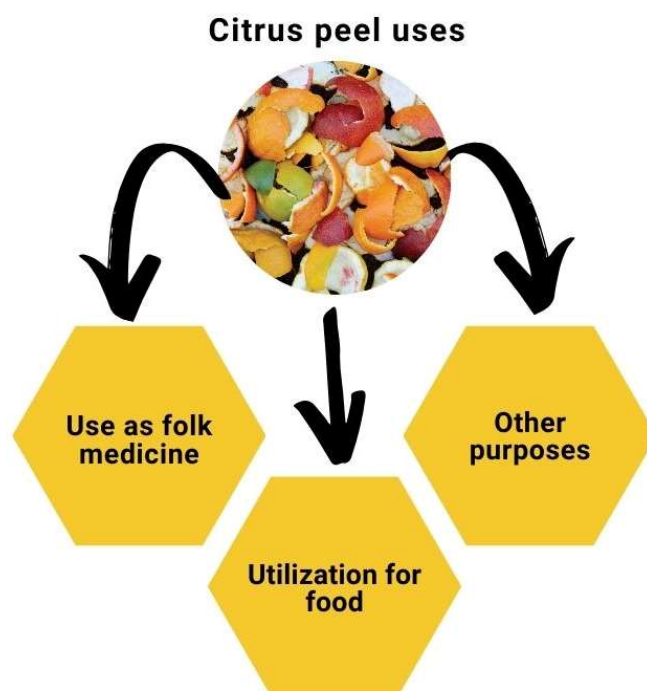 Citrus peel uses
Use as folk
medicine
Utilization for
food
Other
purposes